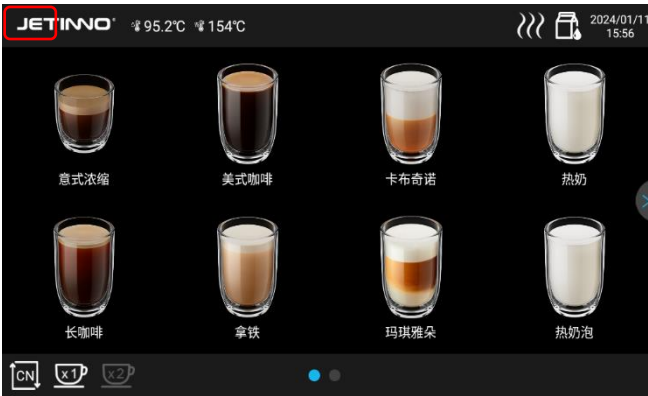 JETINNO 95.2℃ 154℃ 2024/01/11
15:56
意式浓缩 美式咖啡 卡布奇诺 热奶
长咖啡 拿铁 玛琪雅朵 热奶泡
CN x1 x2